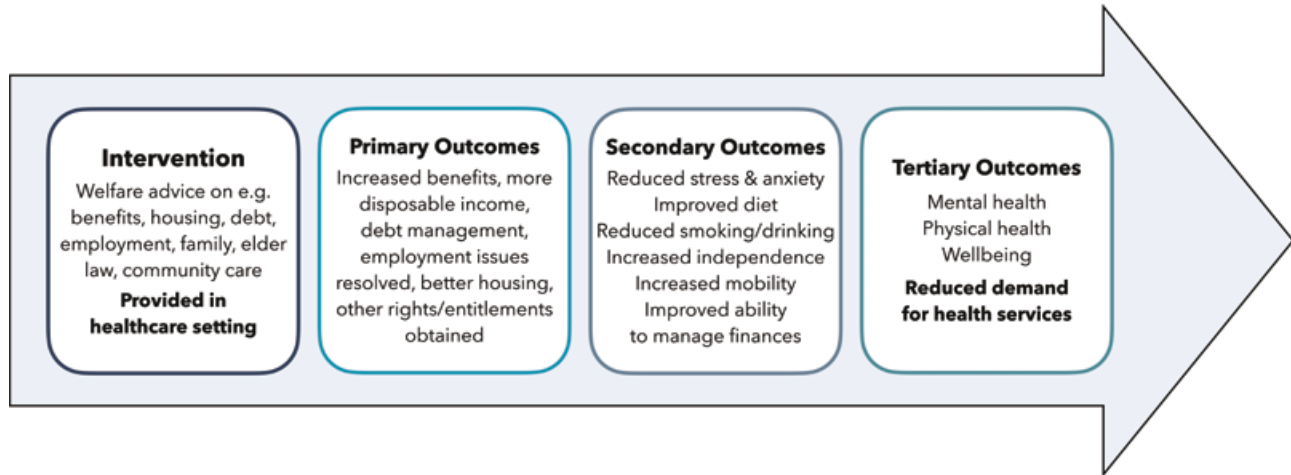 Intervention
Welfare advice on e.g.
benefits, housing, debt,
employment, family, elder
law, community care
Provided in
healthcare setting
Primary Outcomes
Increased benefits, more
disposable income,
debt management,
employment issues
resolved, better housing,
other rights/entitlements
obtained
Secondary Outcomes
Reduced stress & anxiety
Improved diet
Reduced smoking/drinking
Increased independence
Increased mobility
Improved ability
to manage finances
Tertiary Outcomes
Mental health
Physical health
Wellbeing
Reduced demand
for health services